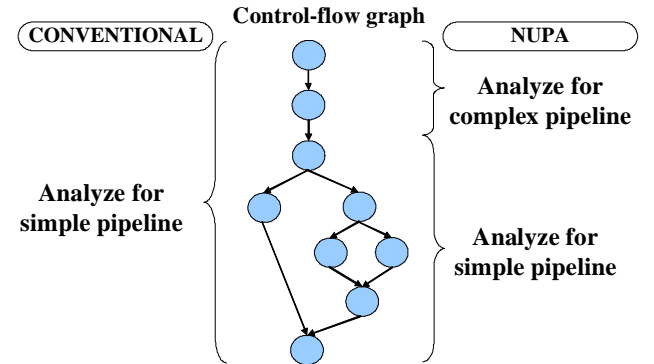 Control-flow graph
CONVENTIONAL
NUPA
Analyze for
complex pipeline
Analyze for
simple pipeline
Analyze for
simple pipeline